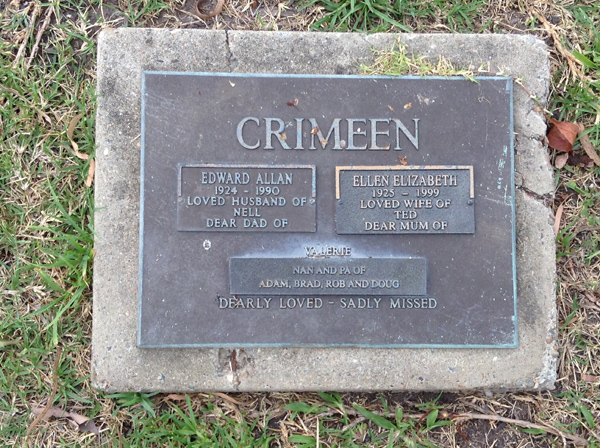 CRIMEEN
EDWARD ALLAN
1924 - 1990
LOVED HUSBAND OF
NELL
DEAR DAD OF
ELLEN ELIZABETH
1925 - 1999
LOVED WIFE OF
TED
DEAR MUM OF
VALERIE
NAN AND PA OF
ADAM, BRAD, ROB AND DOUG
DEARLY LOVED - SADLY MISSED